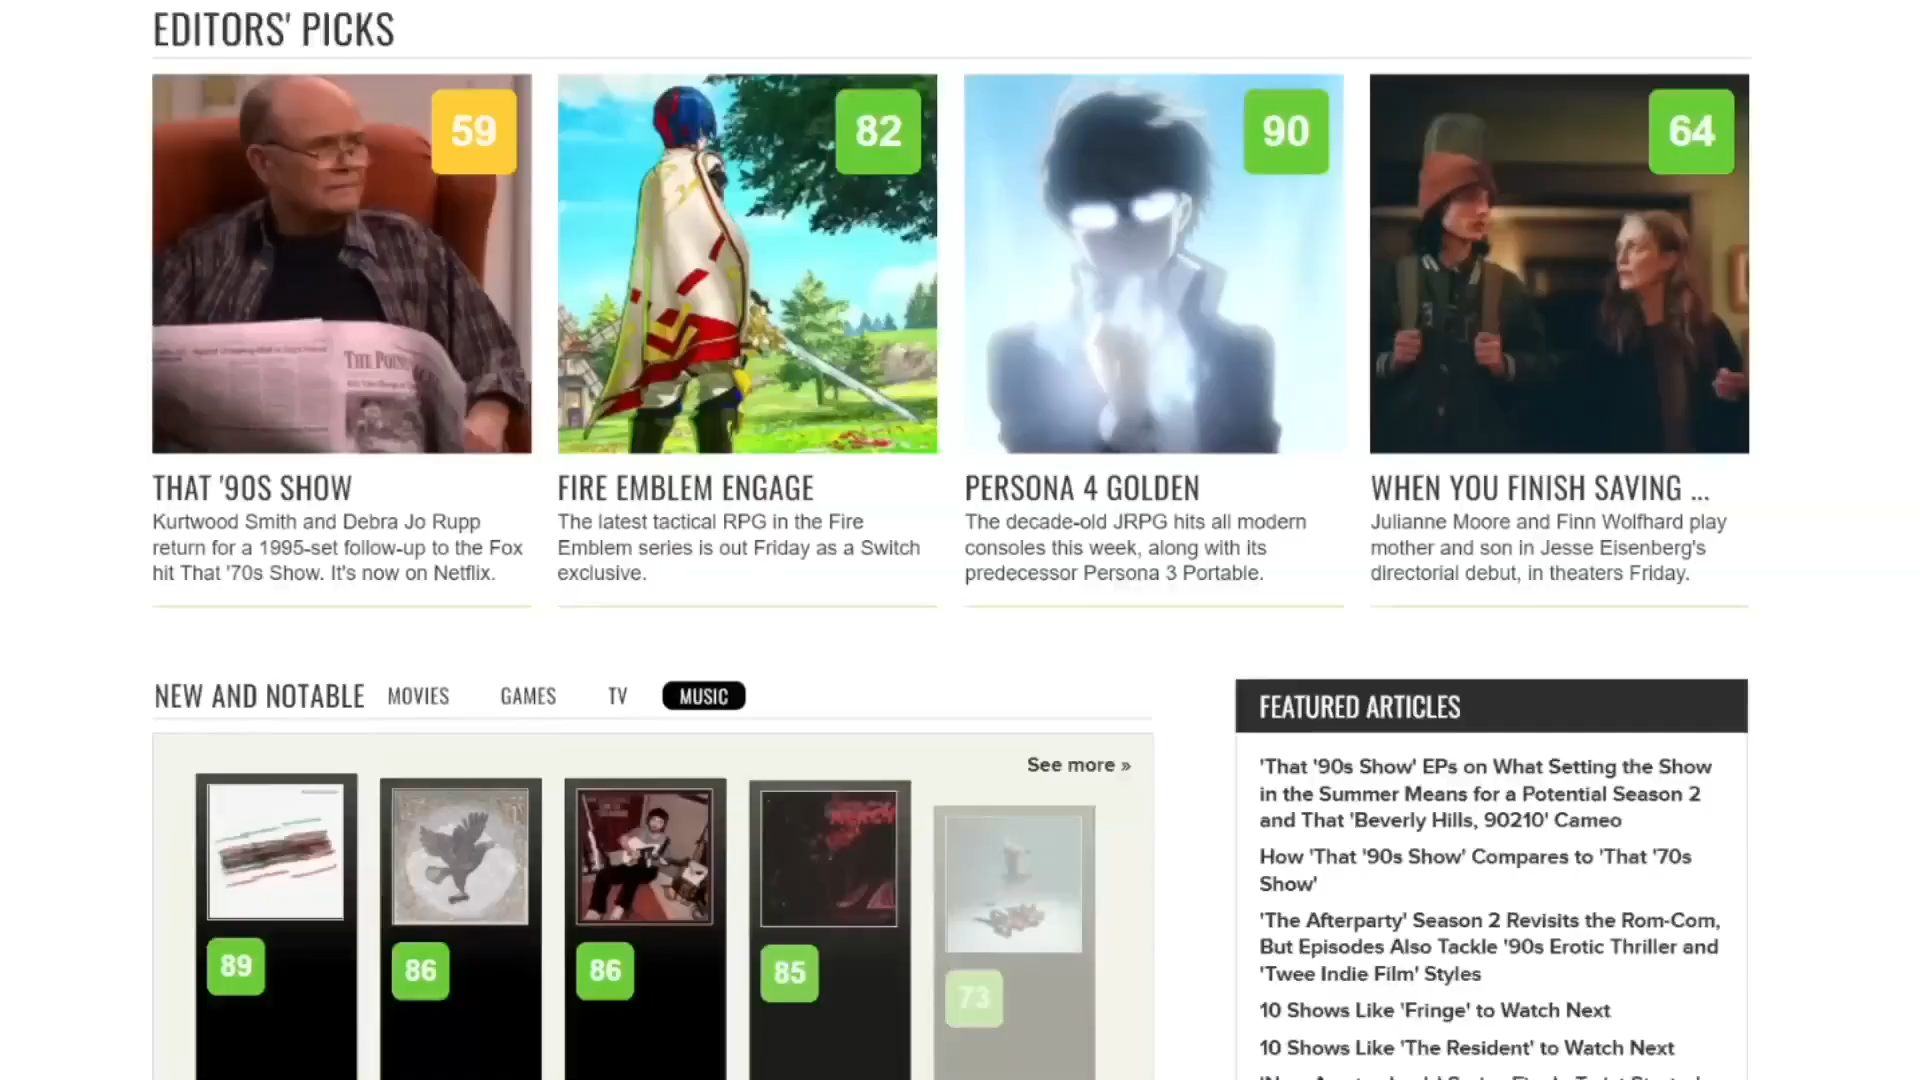 EDITORS' PICKS
59
82
90
64
THE POIN
THAT '90S SHOW
Kurtwood Smith and Debra Jo Rupp
return for a 1995-set follow-up to the Fox
hit That '70s Show. It's now on Netflix.
FIRE EMBLEM ENGAGE
The latest tactical RPG in the Fire
Emblem series is out Friday as a Switch
exclusive.
PERSONA 4 GOLDEN
The decade-old JRPG hits all modern
consoles this week, along with its
predecessor Persona 3 Portable.
WHEN YOU FINISH SAVING ...
Julianne Moore and Finn Wolfhard play
mother and son in Jesse Eisenberg's
directorial debut, in theaters Friday.
NEW AND NOTABLE MOVIES GAMES TV MUSIC
See more »
MERCY
89
86
86
85
73
FEATURED ARTICLES
'That '90s Show' EPs on What Setting the Show
in the Summer Means for a Potential Season 2
and That 'Beverly Hills, 90210' Cameo
How 'That '90s Show' Compares to 'That '70s
Show'
'The Afterparty' Season 2 Revisits the Rom-Com,
But Episodes Also Tackle '90s Erotic Thriller and
'Twee Indie Film' Styles
10 Shows Like 'Fringe' to Watch Next
10 Shows Like 'The Resident' to Watch Next